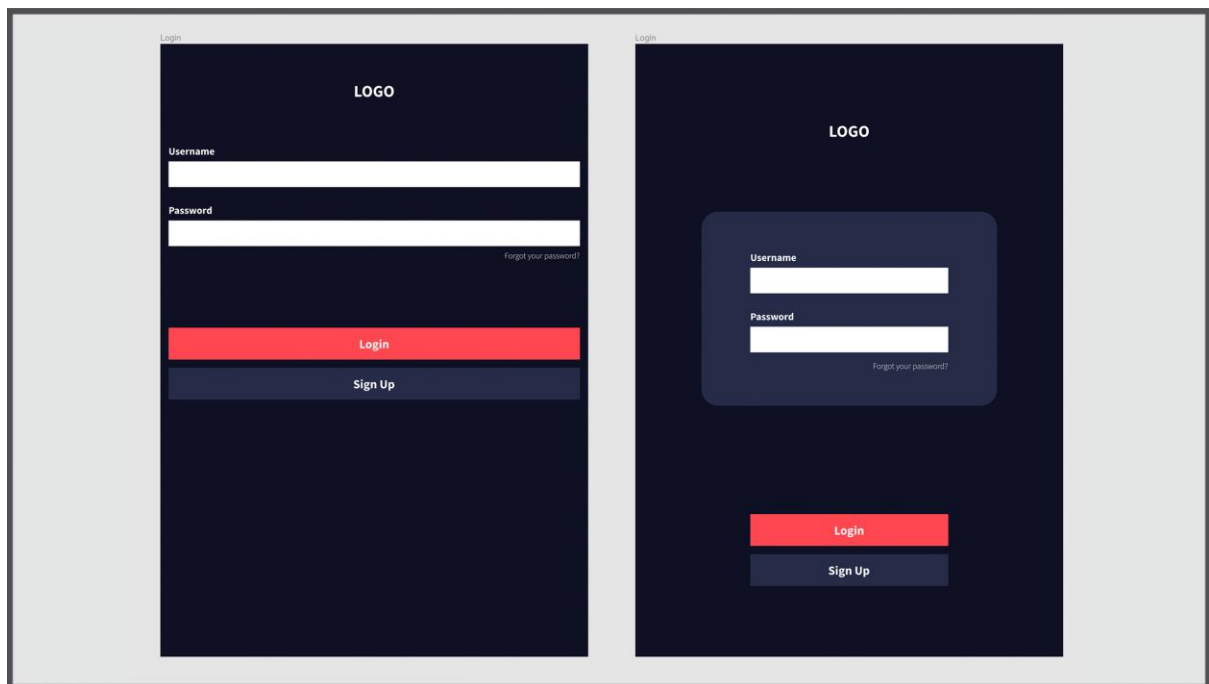 Login
LOGO
Username
Password
Forgot your password?
Login
Sign Up
Login
LOGO
Username
Password
Forgot your password?
Login
Sign Up